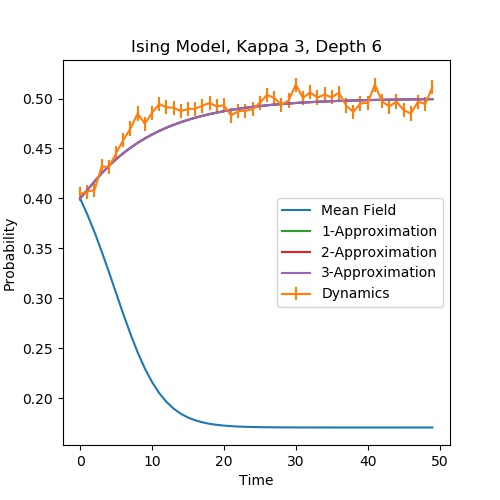 Ising Model, Kappa 3, Depth 6
Probability
0.50
0.45
0.40
0.35
0.30
0.25
0.20
Mean Field
1-Approximation
2-Approximation
3-Approximation
Dynamics
0
10
20
30
40
50
Time